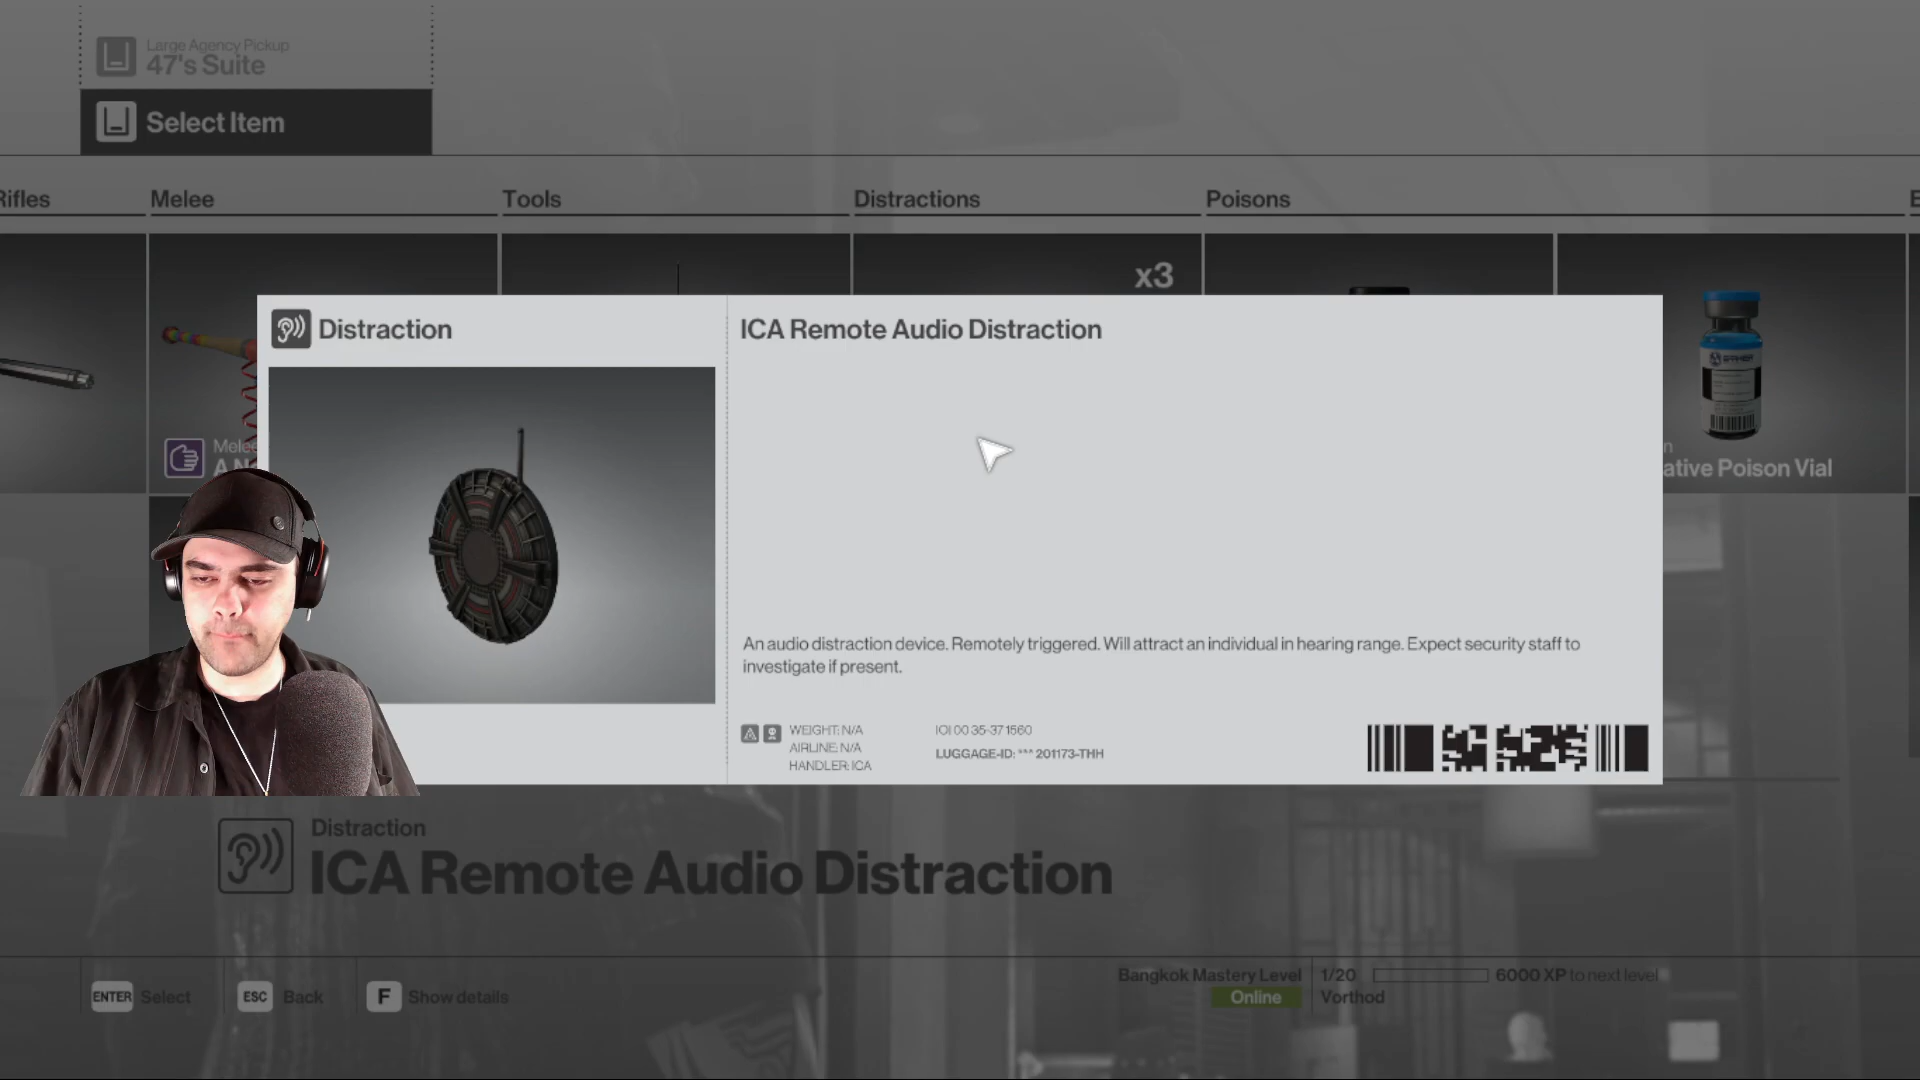 Large Agency Pickup
47's Suite
Select Item
Rifles
Melee
Tools
Distractions
Poisons
x3
Distraction
ICA Remote Audio Distraction
Melee
ative Poison Vial
An audio distraction device. Remotely triggered. Will attract an individual in hearing range. Expect security staff to
investigate if present.
WEIGHT: N/A
AIRLINE: N/A
HANDLER: ICA
IOI 00 35-37 1560
LUGGAGE-ID: *** 201173-THH
Distraction
ICA Remote Audio Distraction
ENTER Select
ESC Back
F Show details
Bangkok Mastery Level 1/20 6000 XP to next level
Online Vorthod